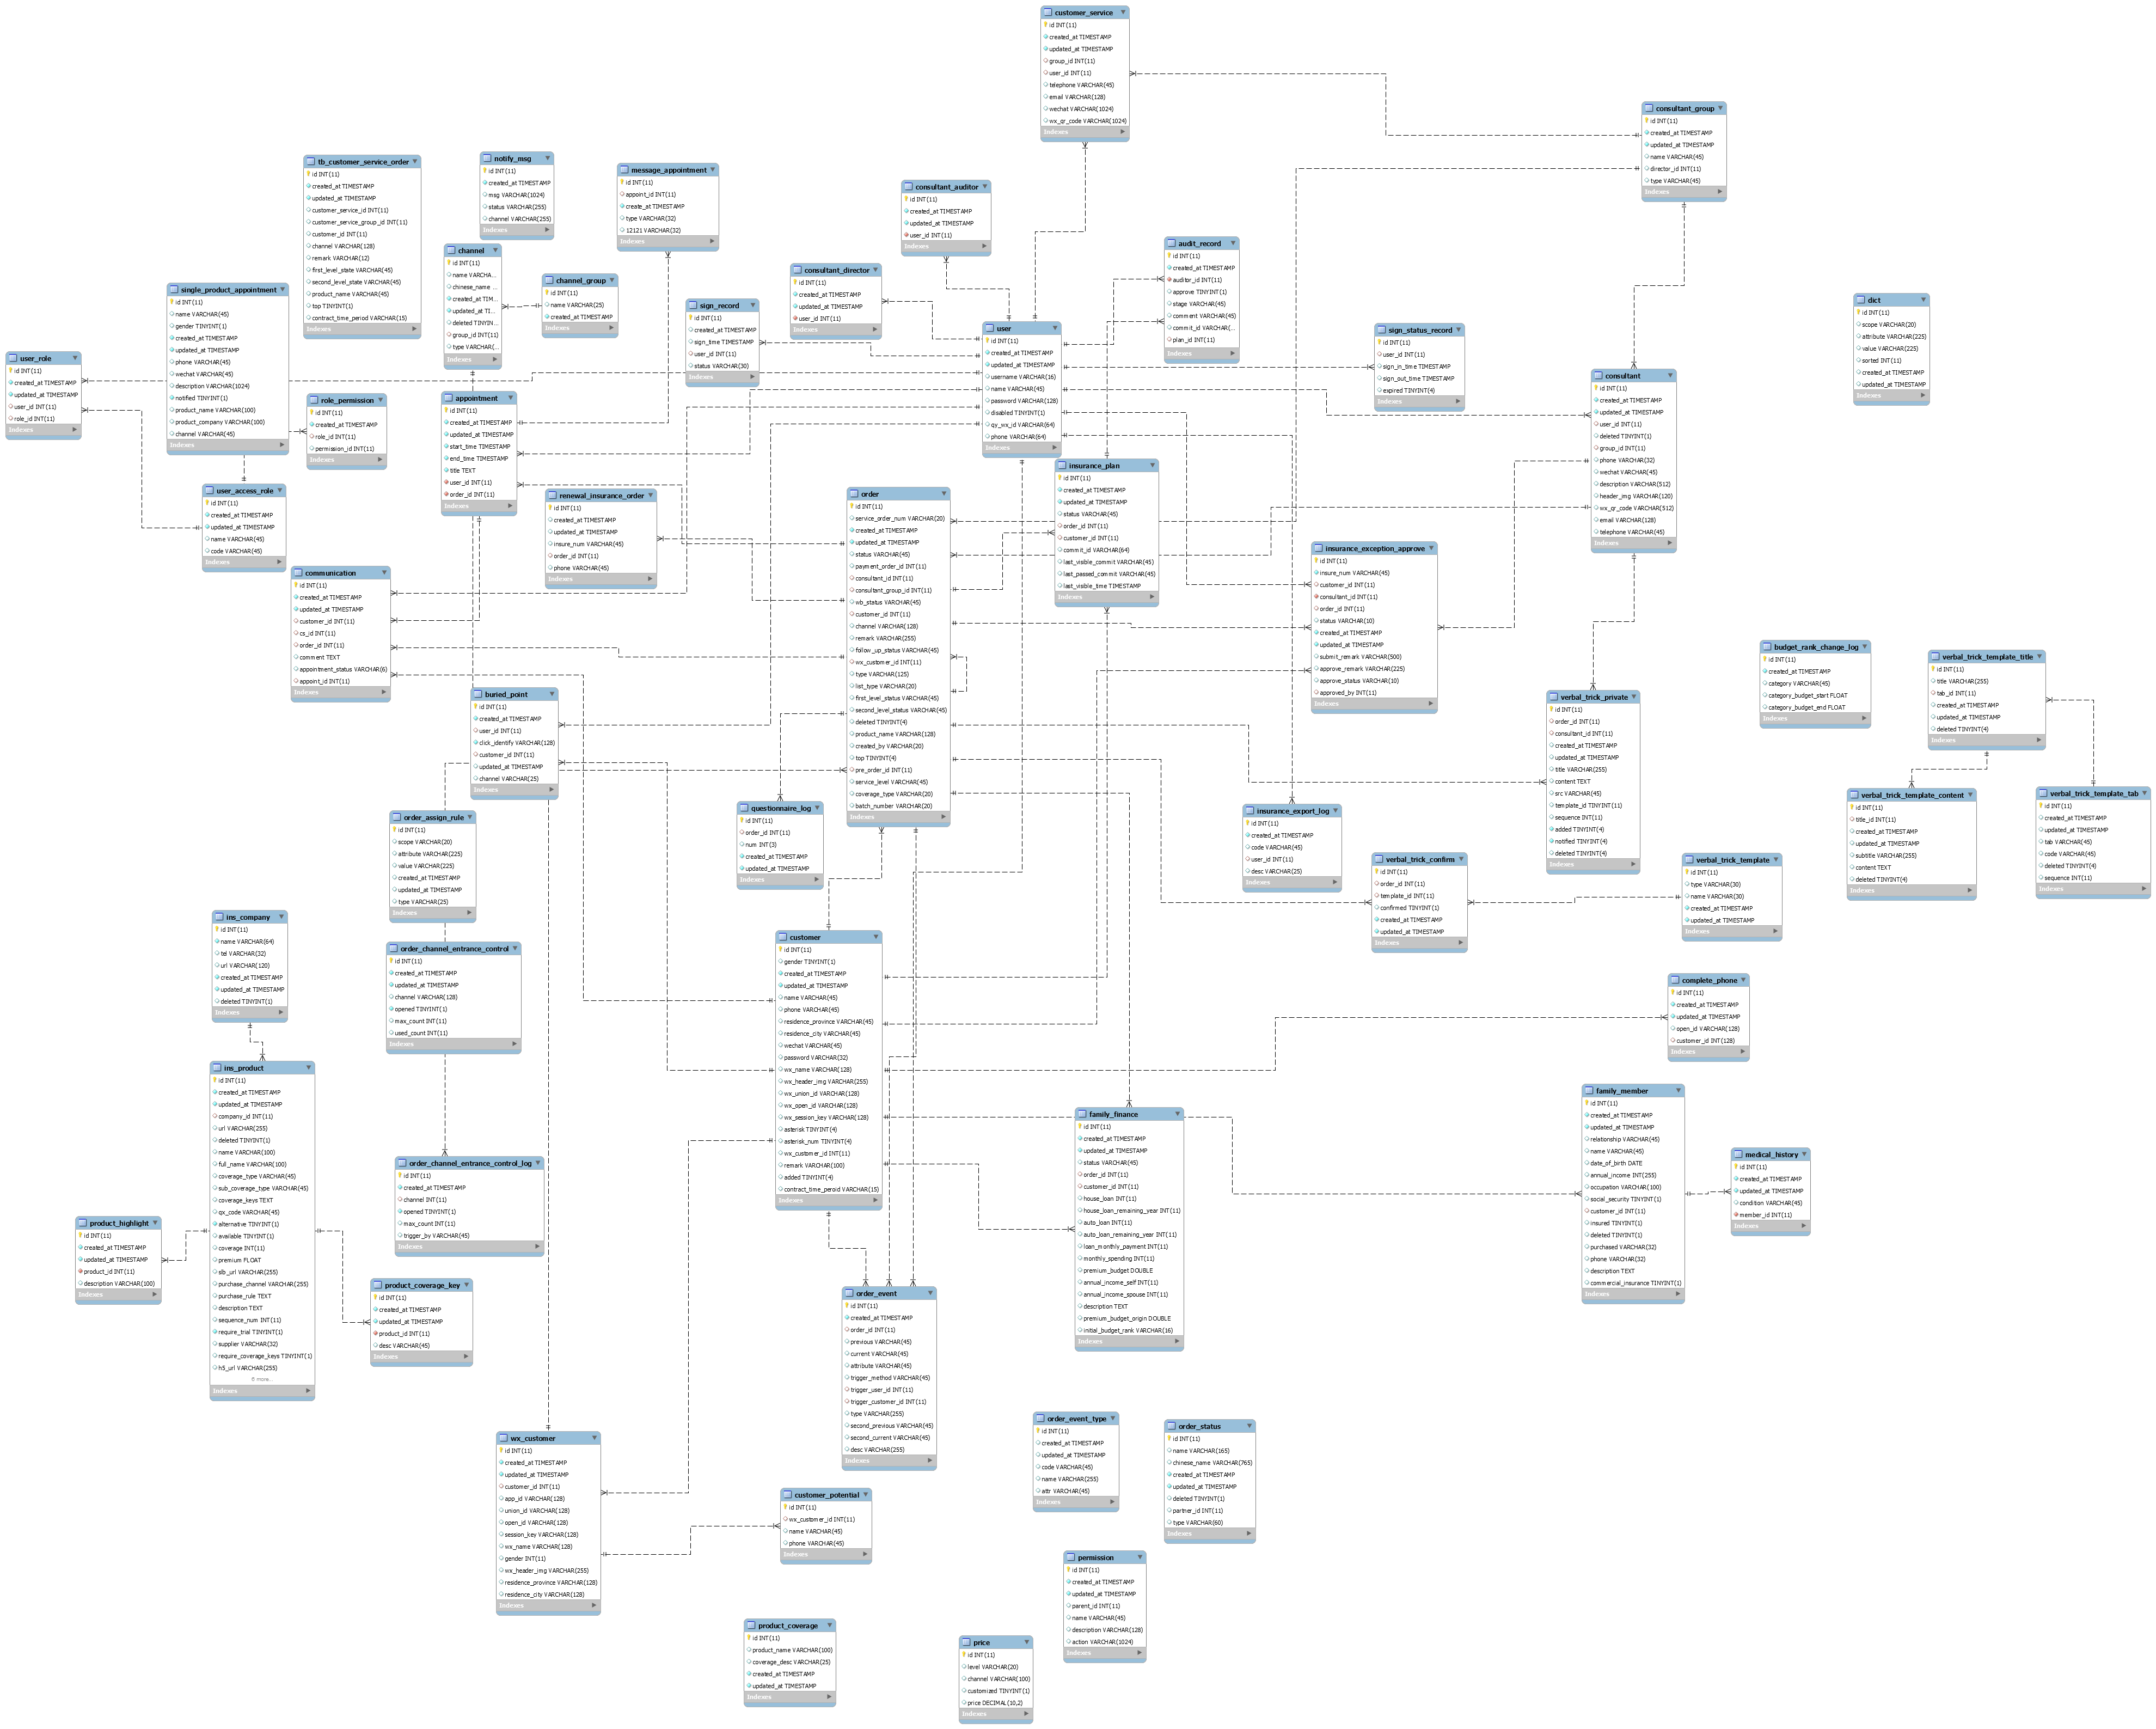 customer_service
id INT(11)
created_at TIMESTAMP
updated_at TIMESTAMP
group_id INT(11)
user_id INT(11)
telephone VARCHAR(45)
email VARCHAR(128)
wechat VARCHAR(1024)
wx_qr_code VARCHAR(1024)
Indexes
consultant_group
id INT(11)
created_at TIMESTAMP
updated_at TIMESTAMP
name VARCHAR(45)
director_id INT(11)
type VARCHAR(45)
Indexes
tb_customer_service_order
id INT(11)
created_at TIMESTAMP
updated_at TIMESTAMP
customer_service_id INT(11)
customer_service_group_id INT(11)
customer_id INT(11)
channel VARCHAR(128)
remark VARCHAR(12)
first_level_state VARCHAR(45)
second_level_state VARCHAR(45)
product_name VARCHAR(45)
top TINYINT(1)
contract_time_period VARCHAR(15)
Indexes
notify_msg
id INT(11)
created_at TIMESTAMP
msg VARCHAR(1024)
status VARCHAR(255)
channel VARCHAR(255)
Indexes
message_appointment
id INT(11)
appoint_id INT(11)
create_at TIMESTAMP
type VARCHAR(32)
12121 VARCHAR(32)
Indexes
consultant_auditor
id INT(11)
created_at TIMESTAMP
updated_at TIMESTAMP
user_id INT(11)
Indexes
channel
id INT(11)
name VARCHA...
chinese_name ...
created_at TIM...
updated_at TI...
deleted TINYIN...
group_id INT(11)
type VARCHAR(...
Indexes
channel_group
id INT(11)
name VARCHAR(25)
created_at TIMESTAMP
Indexes
consultant_director
id INT(11)
created_at TIMESTAMP
updated_at TIMESTAMP
user_id INT(11)
Indexes
audit_record
id INT(11)
created_at TIMESTAMP
auditor_id INT(11)
approve TINYINT(1)
stage VARCHAR(45)
comment VARCHAR(45)
commit_id VARCHAR(...
plan_id INT(11)
Indexes
single_product_appointment
id INT(11)
name VARCHAR(45)
gender TINYINT(1)
created_at TIMESTAMP
updated_at TIMESTAMP
phone VARCHAR(45)
wechat VARCHAR(45)
description VARCHAR(1024)
notified TINYINT(1)
product_name VARCHAR(100)
product_company VARCHAR(100)
channel VARCHAR(45)
Indexes
sign_record
id INT(11)
created_at TIMESTAMP
sign_time TIMESTAMP
user_id INT(11)
status VARCHAR(30)
Indexes
user
id INT(11)
created_at TIMESTAMP
updated_at TIMESTAMP
username VARCHAR(16)
name VARCHAR(45)
password VARCHAR(128)
disabled TINYINT(1)
qy_wx_id VARCHAR(64)
phone VARCHAR(64)
Indexes
sign_status_record
id INT(11)
user_id INT(11)
sign_in_time TIMESTAMP
sign_out_time TIMESTAMP
expired TINYINT(4)
Indexes
dict
id INT(11)
scope VARCHAR(20)
attribute VARCHAR(225)
value VARCHAR(225)
sorted INT(11)
created_at TIMESTAMP
updated_at TIMESTAMP
Indexes
user_role
id INT(11)
created_at TIMESTAMP
updated_at TIMESTAMP
user_id INT(11)
role_id INT(11)
Indexes
role_permission
id INT(11)
created_at TIMESTAMP
role_id INT(11)
permission_id INT(11)
Indexes
appointment
id INT(11)
created_at TIMESTAMP
updated_at TIMESTAMP
start_time TIMESTAMP
end_time TIMESTAMP
title TEXT
user_id INT(11)
order_id INT(11)
Indexes
consultant
id INT(11)
created_at TIMESTAMP
updated_at TIMESTAMP
user_id INT(11)
deleted TINYINT(1)
group_id INT(11)
phone VARCHAR(32)
wechat VARCHAR(45)
description VARCHAR(512)
header_img VARCHAR(120)
wx_qr_code VARCHAR(512)
email VARCHAR(128)
telephone VARCHAR(45)
Indexes
user_access_role
id INT(11)
created_at TIMESTAMP
updated_at TIMESTAMP
name VARCHAR(45)
code VARCHAR(45)
Indexes
renewal_insurance_order
id INT(11)
created_at TIMESTAMP
updated_at TIMESTAMP
insure_num VARCHAR(45)
order_id INT(11)
phone VARCHAR(45)
Indexes
order
id INT(11)
service_order_num VARCHAR(20)
created_at TIMESTAMP
updated_at TIMESTAMP
status VARCHAR(45)
payment_order_id INT(11)
consultant_id INT(11)
consultant_group_id INT(11)
wb_status VARCHAR(45)
customer_id INT(11)
channel VARCHAR(128)
remark VARCHAR(255)
follow_up_status VARCHAR(45)
wx_customer_id INT(11)
type VARCHAR(125)
list_type VARCHAR(20)
first_level_status VARCHAR(45)
second_level_status VARCHAR(45)
deleted TINYINT(4)
product_name VARCHAR(128)
created_by VARCHAR(20)
top TINYINT(4)
pre_order_id INT(11)
service_level VARCHAR(45)
coverage_type VARCHAR(20)
batch_number VARCHAR(20)
Indexes
insurance_plan
id INT(11)
created_at TIMESTAMP
updated_at TIMESTAMP
status VARCHAR(45)
order_id INT(11)
customer_id INT(11)
commit_id VARCHAR(64)
last_visible_commit VARCHAR(45)
last_passed_commit VARCHAR(45)
last_visible_time TIMESTAMP
Indexes
insurance_exception_approve
id INT(11)
insure_num VARCHAR(45)
customer_id INT(11)
consultant_id INT(11)
order_id INT(11)
status VARCHAR(10)
created_at TIMESTAMP
updated_at TIMESTAMP
submit_remark VARCHAR(500)
approve_remark VARCHAR(225)
approve_status VARCHAR(10)
approved_by INT(11)
Indexes
communication
id INT(11)
created_at TIMESTAMP
updated_at TIMESTAMP
customer_id INT(11)
cs_id INT(11)
order_id INT(11)
comment TEXT
appointment_status VARCHAR(6)
appoint_id INT(11)
Indexes
budget_rank_change_log
id INT(11)
created_at TIMESTAMP
category VARCHAR(45)
category_budget_start FLOAT
category_budget_end FLOAT
Indexes
verbal_trick_template_title
id INT(11)
title VARCHAR(255)
tab_id INT(11)
created_at TIMESTAMP
updated_at TIMESTAMP
deleted TINYINT(4)
Indexes
buried_point
id INT(11)
created_at TIMESTAMP
user_id INT(11)
click_identify VARCHAR(128)
customer_id INT(11)
updated_at TIMESTAMP
channel VARCHAR(25)
Indexes
verbal_trick_private
id INT(11)
order_id INT(11)
consultant_id INT(11)
created_at TIMESTAMP
updated_at TIMESTAMP
title VARCHAR(255)
content TEXT
src VARCHAR(45)
template_id TINYINT(11)
sequence INT(11)
added TINYINT(4)
notified TINYINT(4)
deleted TINYINT(4)
Indexes
verbal_trick_template_content
id INT(11)
title_id INT(11)
created_at TIMESTAMP
updated_at TIMESTAMP
subtitle VARCHAR(255)
content TEXT
deleted TINYINT(4)
Indexes
verbal_trick_template_tab
id INT(11)
created_at TIMESTAMP
updated_at TIMESTAMP
tab VARCHAR(45)
code VARCHAR(45)
deleted TINYINT(4)
sequence INT(11)
Indexes
questionnaire_log
id INT(11)
order_id INT(11)
num INT(3)
created_at TIMESTAMP
updated_at TIMESTAMP
Indexes
insurance_export_log
id INT(11)
created_at TIMESTAMP
code VARCHAR(45)
user_id INT(11)
desc VARCHAR(25)
Indexes
order_assign_rule
id INT(11)
scope VARCHAR(20)
attribute VARCHAR(225)
value VARCHAR(225)
created_at TIMESTAMP
updated_at TIMESTAMP
type VARCHAR(25)
Indexes
verbal_trick_confirm
id INT(11)
order_id INT(11)
template_id INT(11)
confirmed TINYINT(1)
created_at TIMESTAMP
updated_at TIMESTAMP
Indexes
verbal_trick_template
id INT(11)
type VARCHAR(30)
name VARCHAR(30)
created_at TIMESTAMP
updated_at TIMESTAMP
Indexes
ins_company
id INT(11)
name VARCHAR(64)
tel VARCHAR(32)
url VARCHAR(120)
created_at TIMESTAMP
updated_at TIMESTAMP
deleted TINYINT(1)
Indexes
order_channel_entrance_control
id INT(11)
created_at TIMESTAMP
updated_at TIMESTAMP
channel VARCHAR(128)
opened TINYINT(1)
max_count INT(11)
used_count INT(11)
Indexes
customer
id INT(11)
gender TINYINT(1)
created_at TIMESTAMP
updated_at TIMESTAMP
name VARCHAR(45)
phone VARCHAR(45)
residence_province VARCHAR(45)
residence_city VARCHAR(45)
wechat VARCHAR(45)
password VARCHAR(32)
wx_name VARCHAR(128)
wx_header_img VARCHAR(255)
wx_union_id VARCHAR(128)
wx_open_id VARCHAR(128)
wx_session_key VARCHAR(128)
asterisk TINYINT(4)
asterisk_num TINYINT(4)
wx_customer_id INT(11)
remark VARCHAR(100)
added TINYINT(4)
contract_time_peroid VARCHAR(15)
Indexes
complete_phone
id INT(11)
created_at TIMESTAMP
updated_at TIMESTAMP
open_id VARCHAR(128)
customer_id INT(128)
Indexes
ins_product
id INT(11)
created_at TIMESTAMP
updated_at TIMESTAMP
company_id INT(11)
url VARCHAR(255)
deleted TINYINT(1)
name VARCHAR(100)
full_name VARCHAR(100)
coverage_type VARCHAR(45)
sub_coverage_type VARCHAR(45)
coverage_keys TEXT
qx_code VARCHAR(45)
alternative TINYINT(1)
available TINYINT(1)
coverage INT(11)
premium FLOAT
slb_url VARCHAR(255)
purchase_channel VARCHAR(255)
purchase_rule TEXT
description TEXT
sequence_num INT(11)
require_trial TINYINT(1)
supplier VARCHAR(32)
require_coverage_keys TINYINT(1)
h5_url VARCHAR(255)
8 more...
Indexes
family_finance
id INT(11)
created_at TIMESTAMP
updated_at TIMESTAMP
status VARCHAR(45)
order_id INT(11)
customer_id INT(11)
house_loan INT(11)
house_loan_remaining_year INT(11)
auto_loan INT(11)
auto_loan_remaining_year INT(11)
loan_monthly_payment INT(11)
monthly_spending INT(11)
premium_budget DOUBLE
annual_income_self INT(11)
annual_income_spouse INT(11)
description TEXT
premium_budget_origin DOUBLE
initial_budget_rank VARCHAR(16)
Indexes
family_member
id INT(11)
created_at TIMESTAMP
updated_at TIMESTAMP
relationship VARCHAR(45)
name VARCHAR(45)
date_of_birth DATE
annual_income INT(255)
occupation VARCHAR(100)
social_security TINYINT(1)
customer_id INT(11)
insured TINYINT(1)
deleted TINYINT(1)
purchased VARCHAR(32)
phone VARCHAR(32)
description TEXT
commercial_insurance TINYINT(1)
Indexes
medical_history
id INT(11)
created_at TIMESTAMP
updated_at TIMESTAMP
condition VARCHAR(45)
member_id INT(11)
Indexes
order_channel_entrance_control_log
id INT(11)
created_at TIMESTAMP
channel INT(11)
opened TINYINT(1)
max_count INT(11)
trigger_by VARCHAR(45)
Indexes
product_highlight
id INT(11)
created_at TIMESTAMP
updated_at TIMESTAMP
product_id INT(11)
description VARCHAR(100)
Indexes
product_coverage_key
id INT(11)
created_at TIMESTAMP
updated_at TIMESTAMP
product_id INT(11)
desc VARCHAR(45)
Indexes
order_event
id INT(11)
created_at TIMESTAMP
order_id INT(11)
previous VARCHAR(45)
current VARCHAR(45)
attribute VARCHAR(45)
trigger_method VARCHAR(45)
trigger_user_id INT(11)
trigger_customer_id INT(11)
type VARCHAR(255)
second_previous VARCHAR(45)
second_current VARCHAR(45)
desc VARCHAR(255)
Indexes
order_event_type
id INT(11)
created_at TIMESTAMP
updated_at TIMESTAMP
code VARCHAR(45)
name VARCHAR(255)
attr VARCHAR(45)
Indexes
order_status
id INT(11)
name VARCHAR(165)
chinese_name VARCHAR(765)
created_at TIMESTAMP
updated_at TIMESTAMP
deleted TINYINT(1)
partner_id INT(11)
type VARCHAR(60)
Indexes
wx_customer
id INT(11)
created_at TIMESTAMP
updated_at TIMESTAMP
customer_id INT(11)
app_id VARCHAR(128)
union_id VARCHAR(128)
open_id VARCHAR(128)
session_key VARCHAR(128)
wx_name VARCHAR(128)
gender INT(11)
wx_header_img VARCHAR(255)
residence_province VARCHAR(128)
residence_city VARCHAR(128)
Indexes
customer_potential
id INT(11)
wx_customer_id INT(11)
name VARCHAR(45)
phone VARCHAR(45)
Indexes
permission
id INT(11)
created_at TIMESTAMP
updated_at TIMESTAMP
parent_id INT(11)
name VARCHAR(45)
description VARCHAR(128)
action VARCHAR(1024)
Indexes
product_coverage
id INT(11)
product_name VARCHAR(100)
coverage_desc VARCHAR(25)
created_at TIMESTAMP
updated_at TIMESTAMP
Indexes
price
id INT(11)
level VARCHAR(20)
channel VARCHAR(100)
customized TINYINT(1)
price DECIMAL(10,2)
Indexes